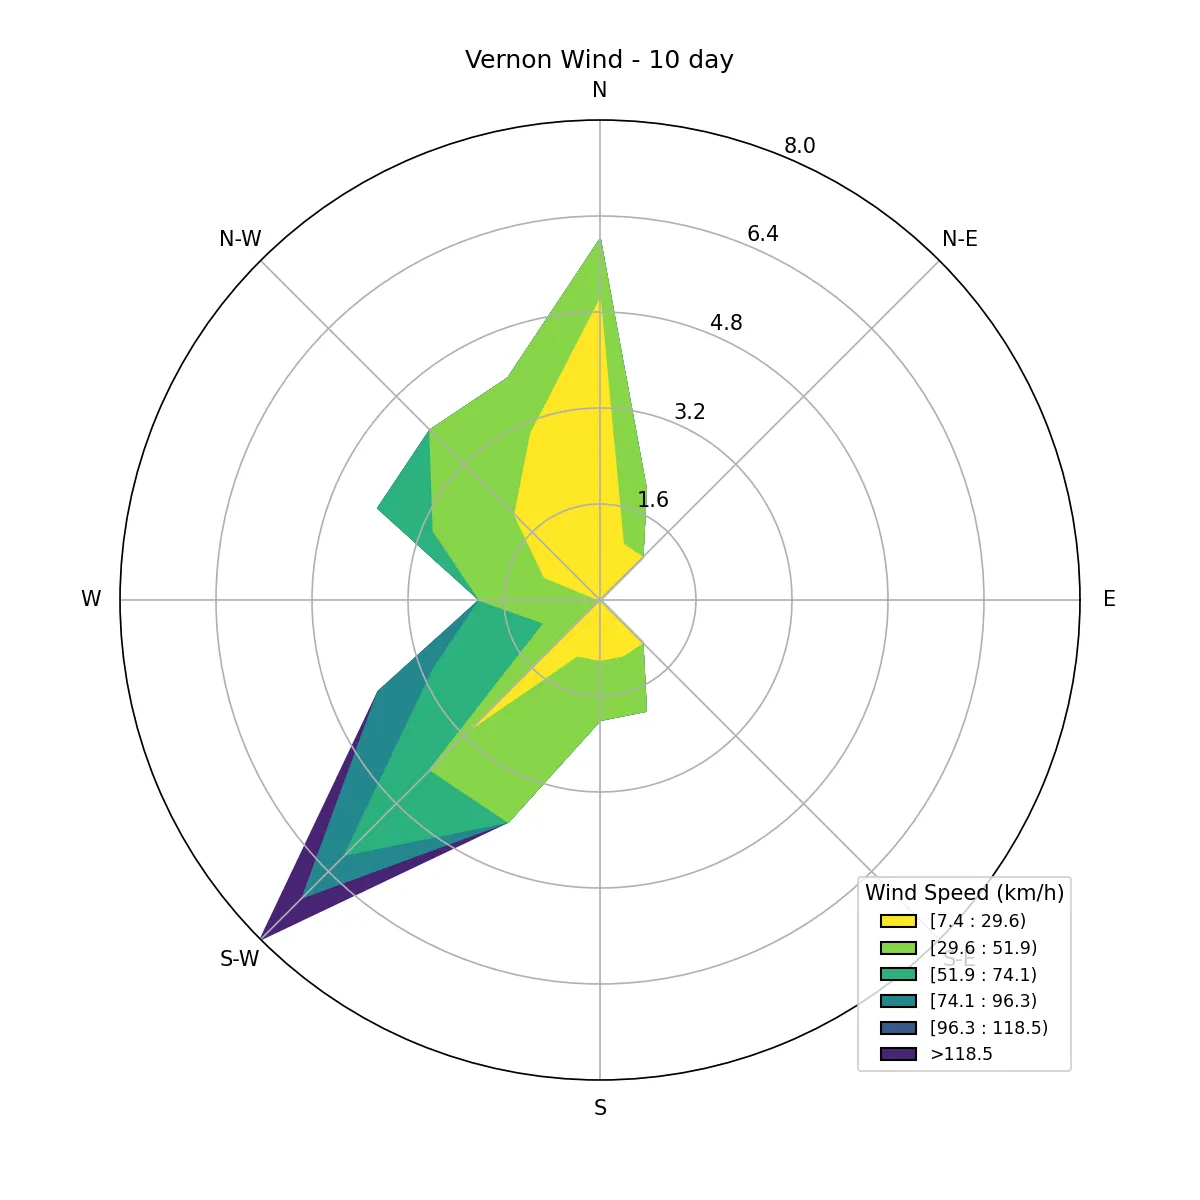 Vernon Wind - 10 day
N
8.0
N-W
6.4
N-E
4.8
3.2
1.6
W
E
S-W
S-E
S
Wind Speed (km/h)
[7.4 : 29.6)
[29.6 : 51.9)
[51.9 : 74.1)
[74.1 : 96.3)
[96.3 : 118.5)
>118.5